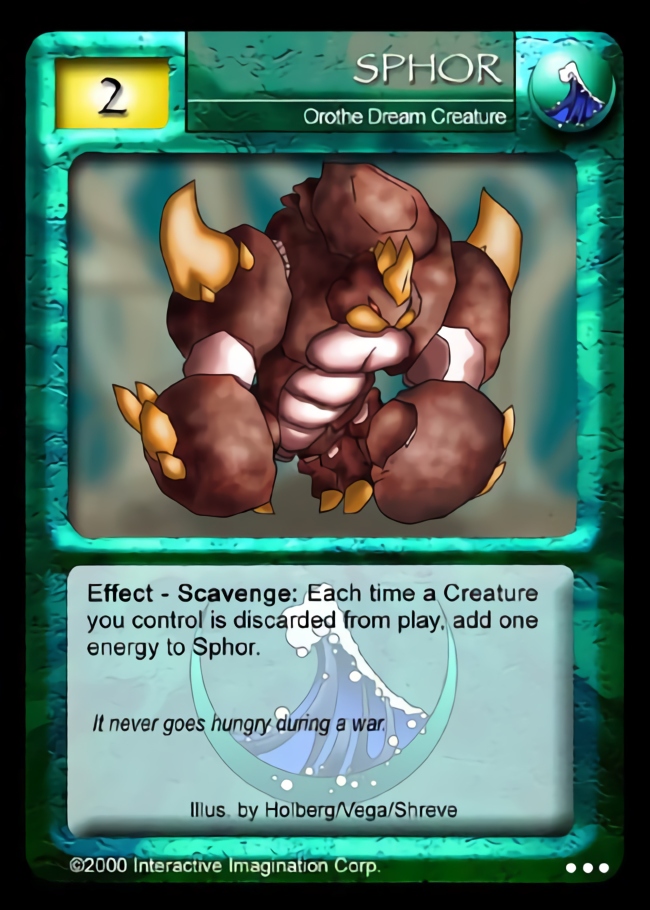 2
SPHOR
Orothe Dream Creature
Effect - Scavenge: Each time a Creature
you control is discarded from play, add one
energy to Sphor.
It never goes hungry during a war.
Illus. by Holberg/Vega/Shreve
©2000 Interactive Imagination Corp.